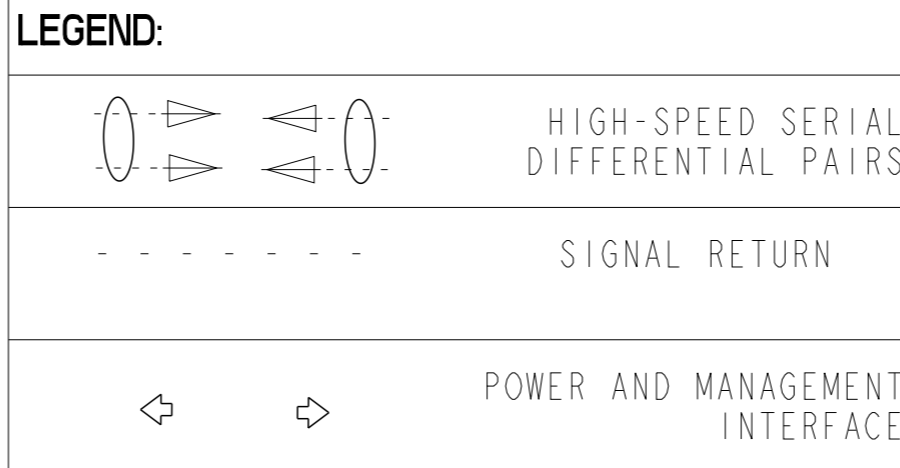 LEGEND:
HIGH-SPEED SERIAL
DIFFERENTIAL PAIRS
SIGNAL RETURN
POWER AND MANAGEMENT
INTERFACE